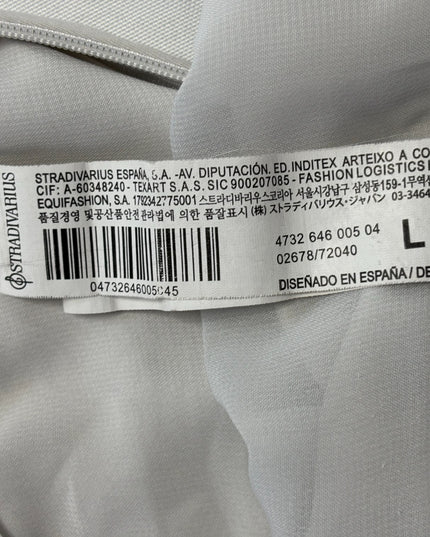 STRADIVARIUS
STRADIVARIUS ESPAÑA, S.A. -AV. DIPUTACIÓN. ED.INDITEX ARTEIXO A CO
CIF: A-60348240 - TEXART S.A.S. SIC 900207085 - FASHION LOGISTICS
EQUIFASHION, S.A. 스트라디바리우스코리아 서울시강남구 삼성동159-1무역센
품질경영 및공산품안전관리법에 의한 품질표시 (株) ストラディバリウス・ジャパン 03-3464
4732 646 005 04
L
02678/72040
DISEÑADO EN ESPAÑA / DE